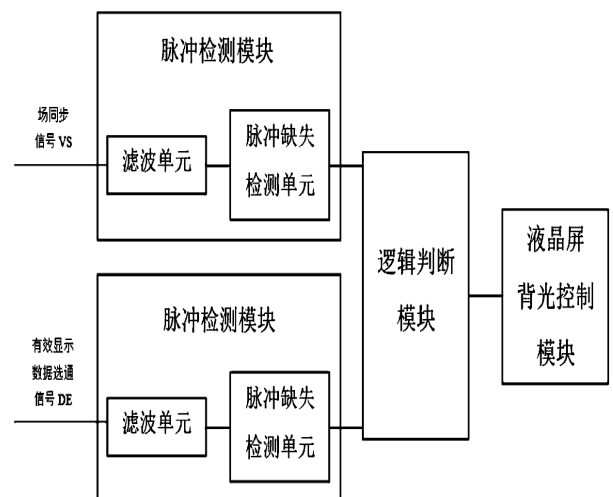 脉冲检测模块
场同步
信号 VS
滤波单元
脉冲缺失
检测单元
逻辑判断
模块
液晶屏
背光控制
模块
脉冲检测模块
有效显示
数据选通
信号 DE
滤波单元
脉冲缺失
检测单元